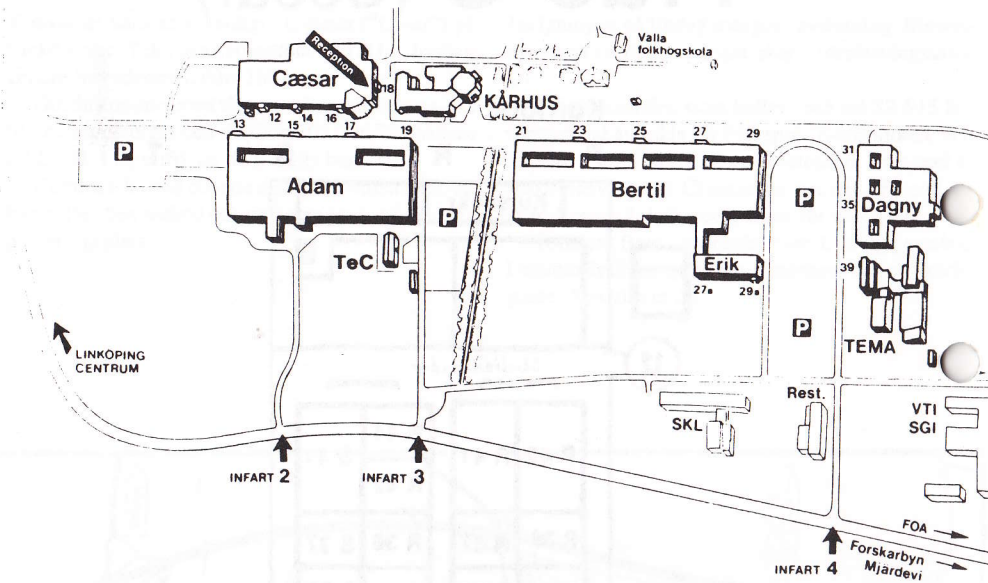 Valla
folkhögskola
Reception
Cæsar
18
KÅRHUS
13
12
14
16
15
17
19
21
23
25
27
29
31
P
Adam
P
Bertil
P
35
Dagny
TeC
Erik
27a
29a
39
P
TEMA
LINKÖPING
CENTRUM
Rest.
SKL
VTI
SGI
INFART 2
INFART 3
INFART 4
FOA
Forskarbyn
Mjärdevi